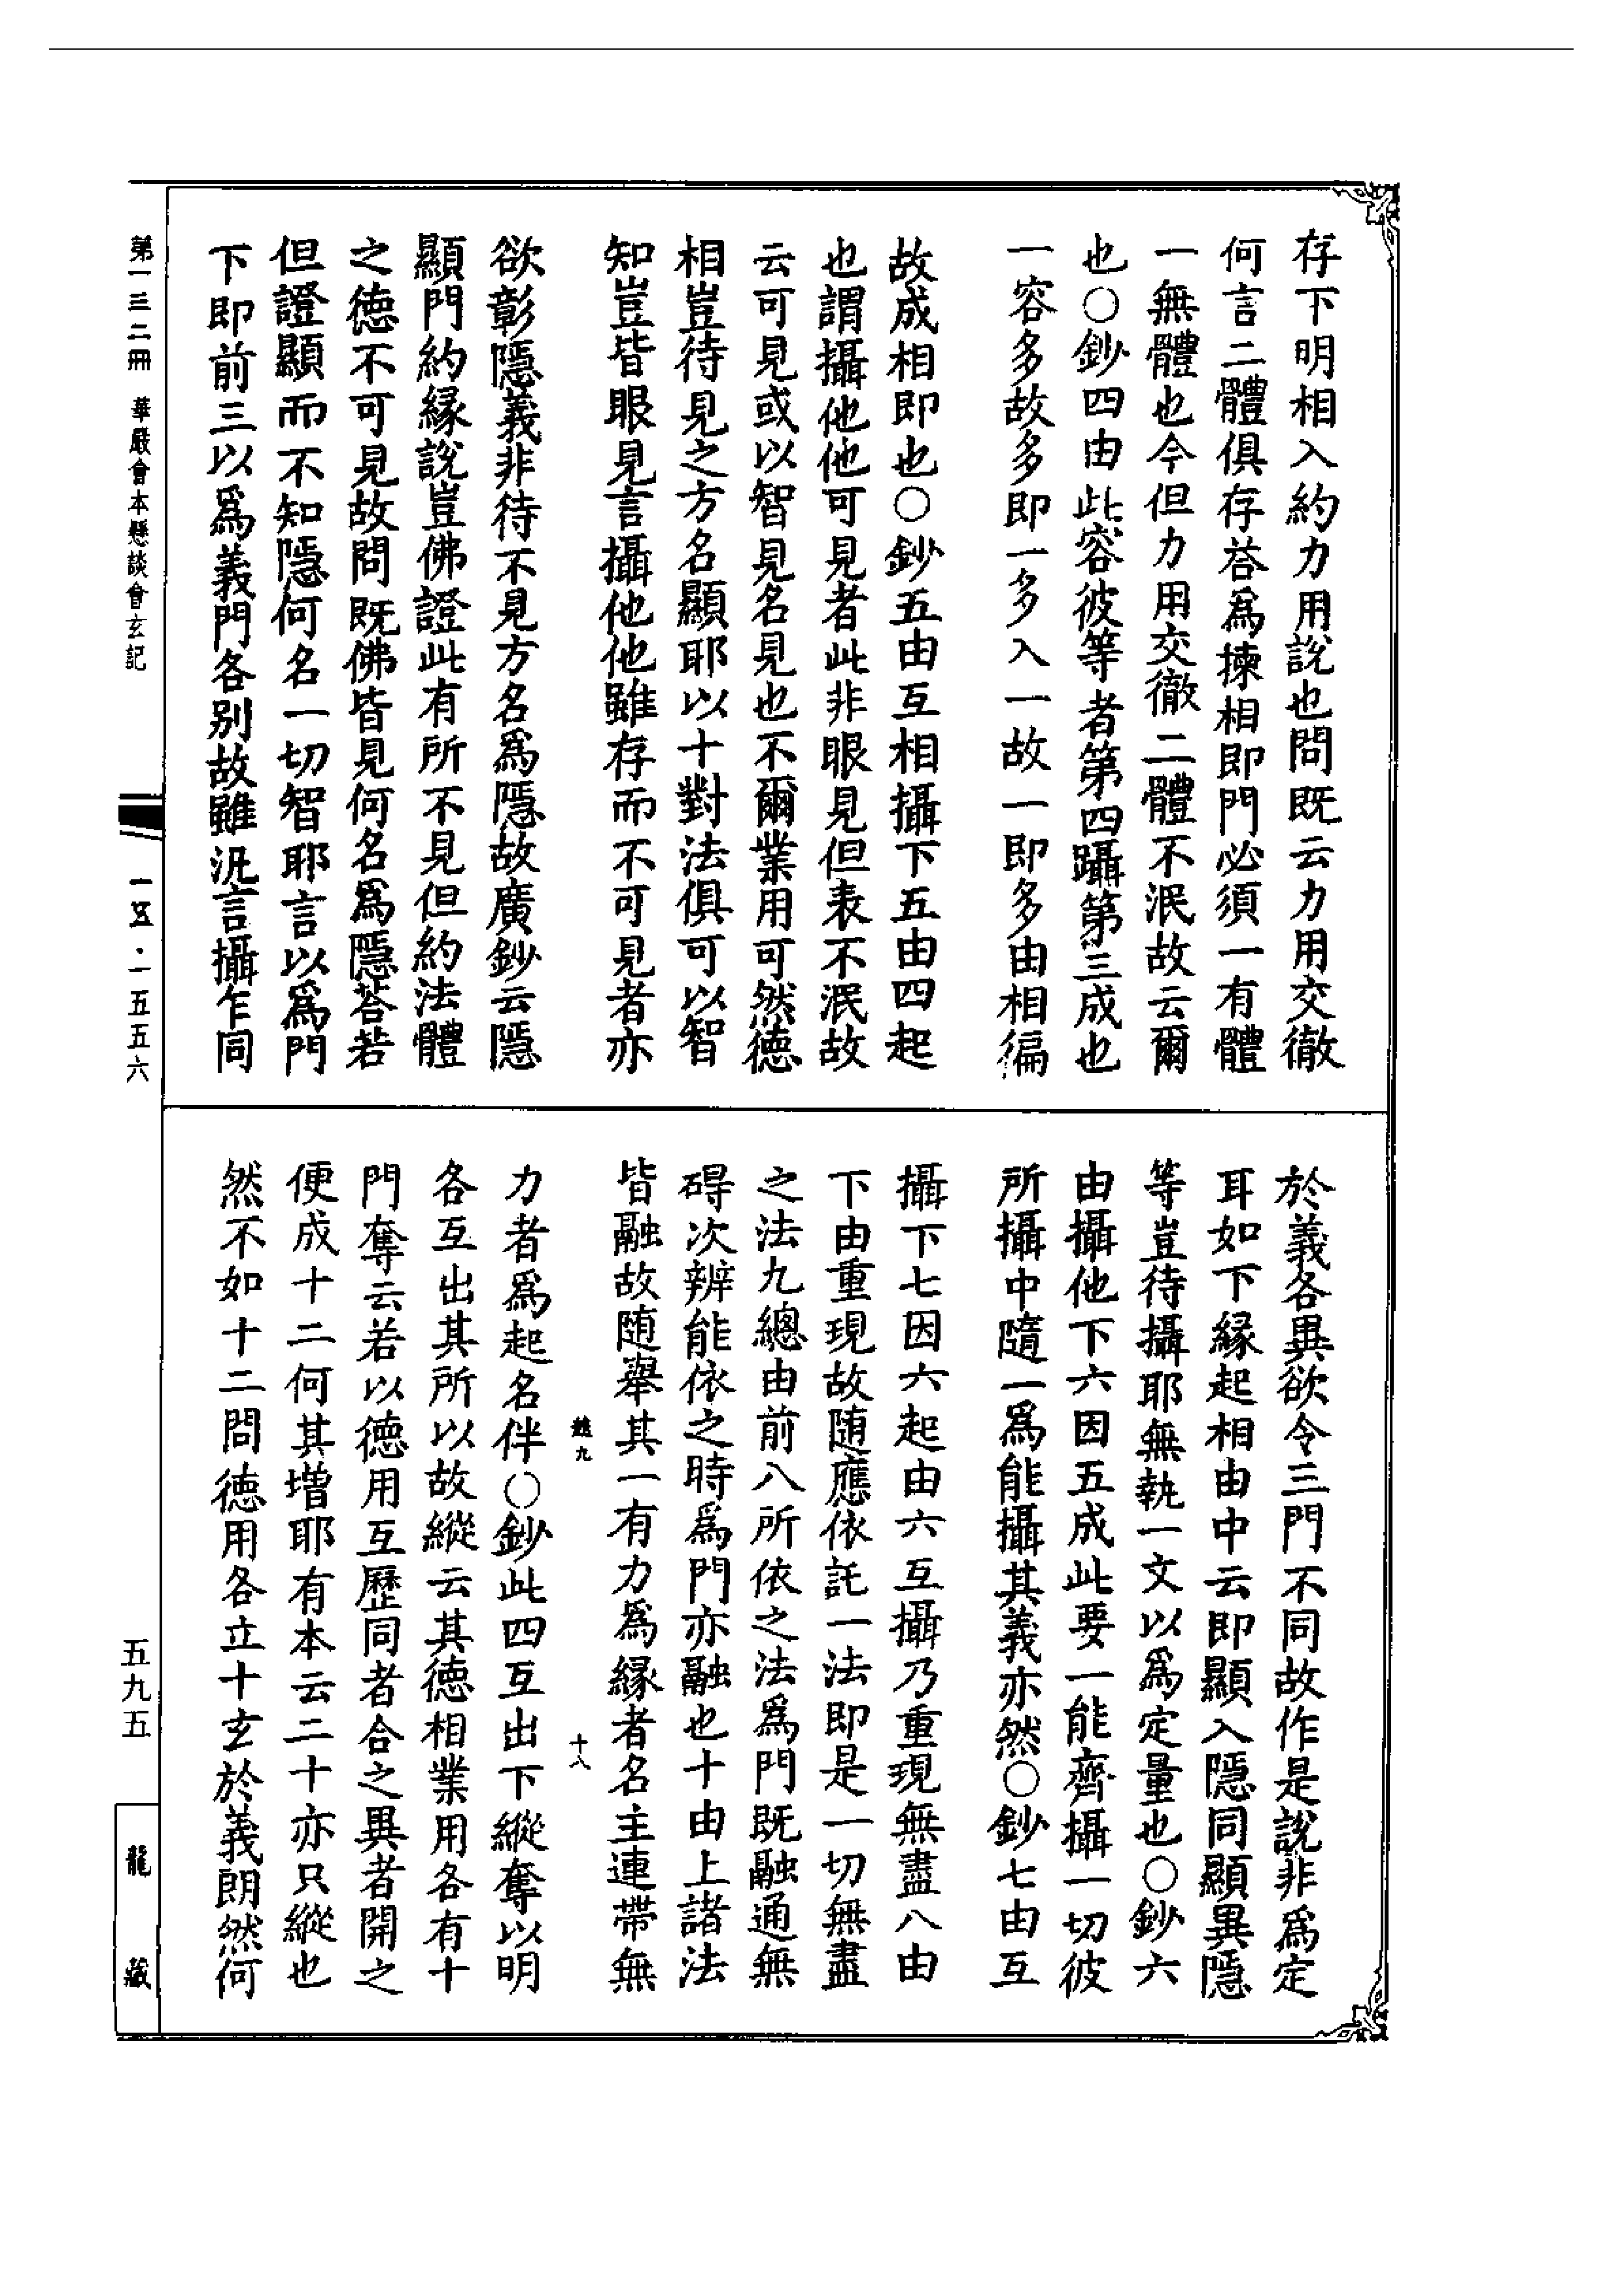 存下明相入約力用說也問既云力用交徹
何言二體俱存荅爲揀相即門必須一有體
一無體也今但力用交徹二體不泯故云爾
也○鈔四由此容彼等者第四躡第三成也
一容多故多即一多入一故一即多由相徧
故成相即也○鈔五由互相攝下五由四起
也謂攝他他可見者此非眼見但表不泯故
云可見或以智見名見也不爾業用可然德
相豈待見之方名顯耶以十對法俱可以智
知豈皆眼見言攝他他雖存而不可見者亦
欲彰隱義非待不見方名爲隱故廣鈔云隱
顯門約緣說豈佛證此有所不見但約法體
之德不可見故問既佛皆見何名爲隱荅若
但證顯而不知隱何名一切智耶言以爲門
下即前三以爲義門各別故雖汎言攝乍同
於義各異欲令三門不同故作是說非爲定
耳如下緣起相由中云即顯入隱同顯異隱
等豈待攝耶無執一文以爲定量也○鈔六
由攝他下六因五成此要一能齊攝一切彼
所攝中隨一爲能攝其義亦然○鈔七由互
攝下七因六起由六互攝乃重現無盡八由
下由重現故随應依託一法即是一切無盡
之法九總由前八所依之法爲門既融通無
礙次辨能依之時爲門亦融也十由上諸法
皆融故随舉其一有力爲緣者名主連帶無
力者爲起名伴○鈔此四互出下縱奪以明
各互出其所以故縱云其德相業用各有十
門奪云若以德用互歷同者合之異者開之
便成十二何其增耶有本云二十亦只縱也
然不如十二問德用各立十玄於義朗然何
九
十八
第一三二冊　華嚴會本懸談會玄記
一五·一五五六
五九五
龍藏